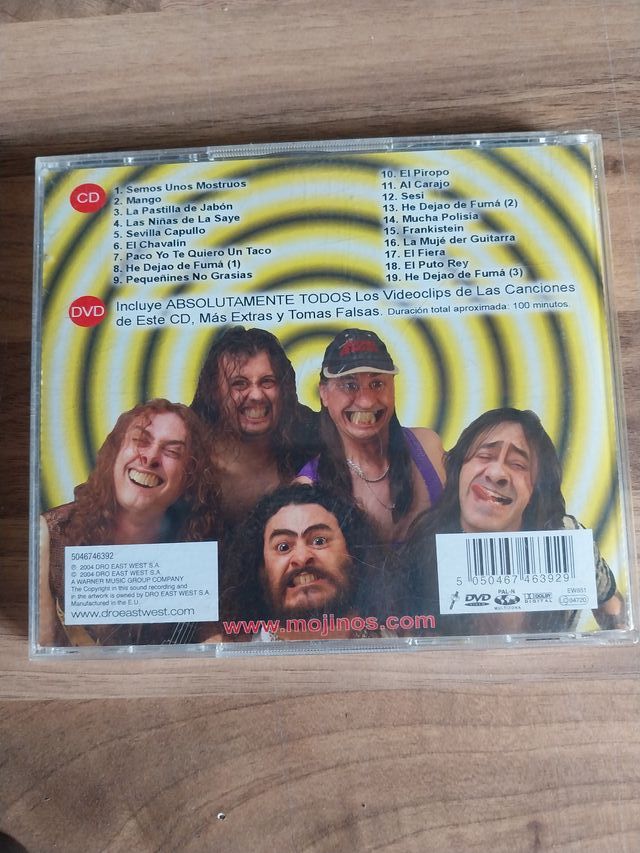 CD
1. Semos Unos Mostruos
2. Mango
3. La Pastilla de Jabón
4. Las Niñas de La Saye
5. Sevilla Capullo
6. El Chavalin
7. Paco Yo Te Quiero Un Taco
8. He Dejao de Fumá (1)
9. Pequeñines No Grasias
10. El Piropo
11. Al Carajo
12. Sesi
13. He Dejao de Fumá (2)
14. Mucha Polisía
15. Frankistein
16. La Mujé der Guitarra
17. El Fiera
18. El Puto Rey
19. He Dejao de Fumá (3)
DVD
Incluye ABSOLUTAMENTE TODOS Los Videoclips de Las Canciones
de Este CD, Más Extras y Tomas Falsas. Duración total aproximada: 100 minutos.
5046746392
℗ 2004 DRO EAST WEST S.A.
© 2004 DRO EAST WEST S.A.
A WARNER MUSIC GROUP COMPANY
The Copyright in this sound recording and
in the artwork is owned by DRO EAST WEST S.A
Manufactured in the E.U.
www.droeastwest.com
5 050467 463929
DVD
VIDEO
PAL-N
DOLBY
DIGITAL
EW851
04720
www.mojinos.com